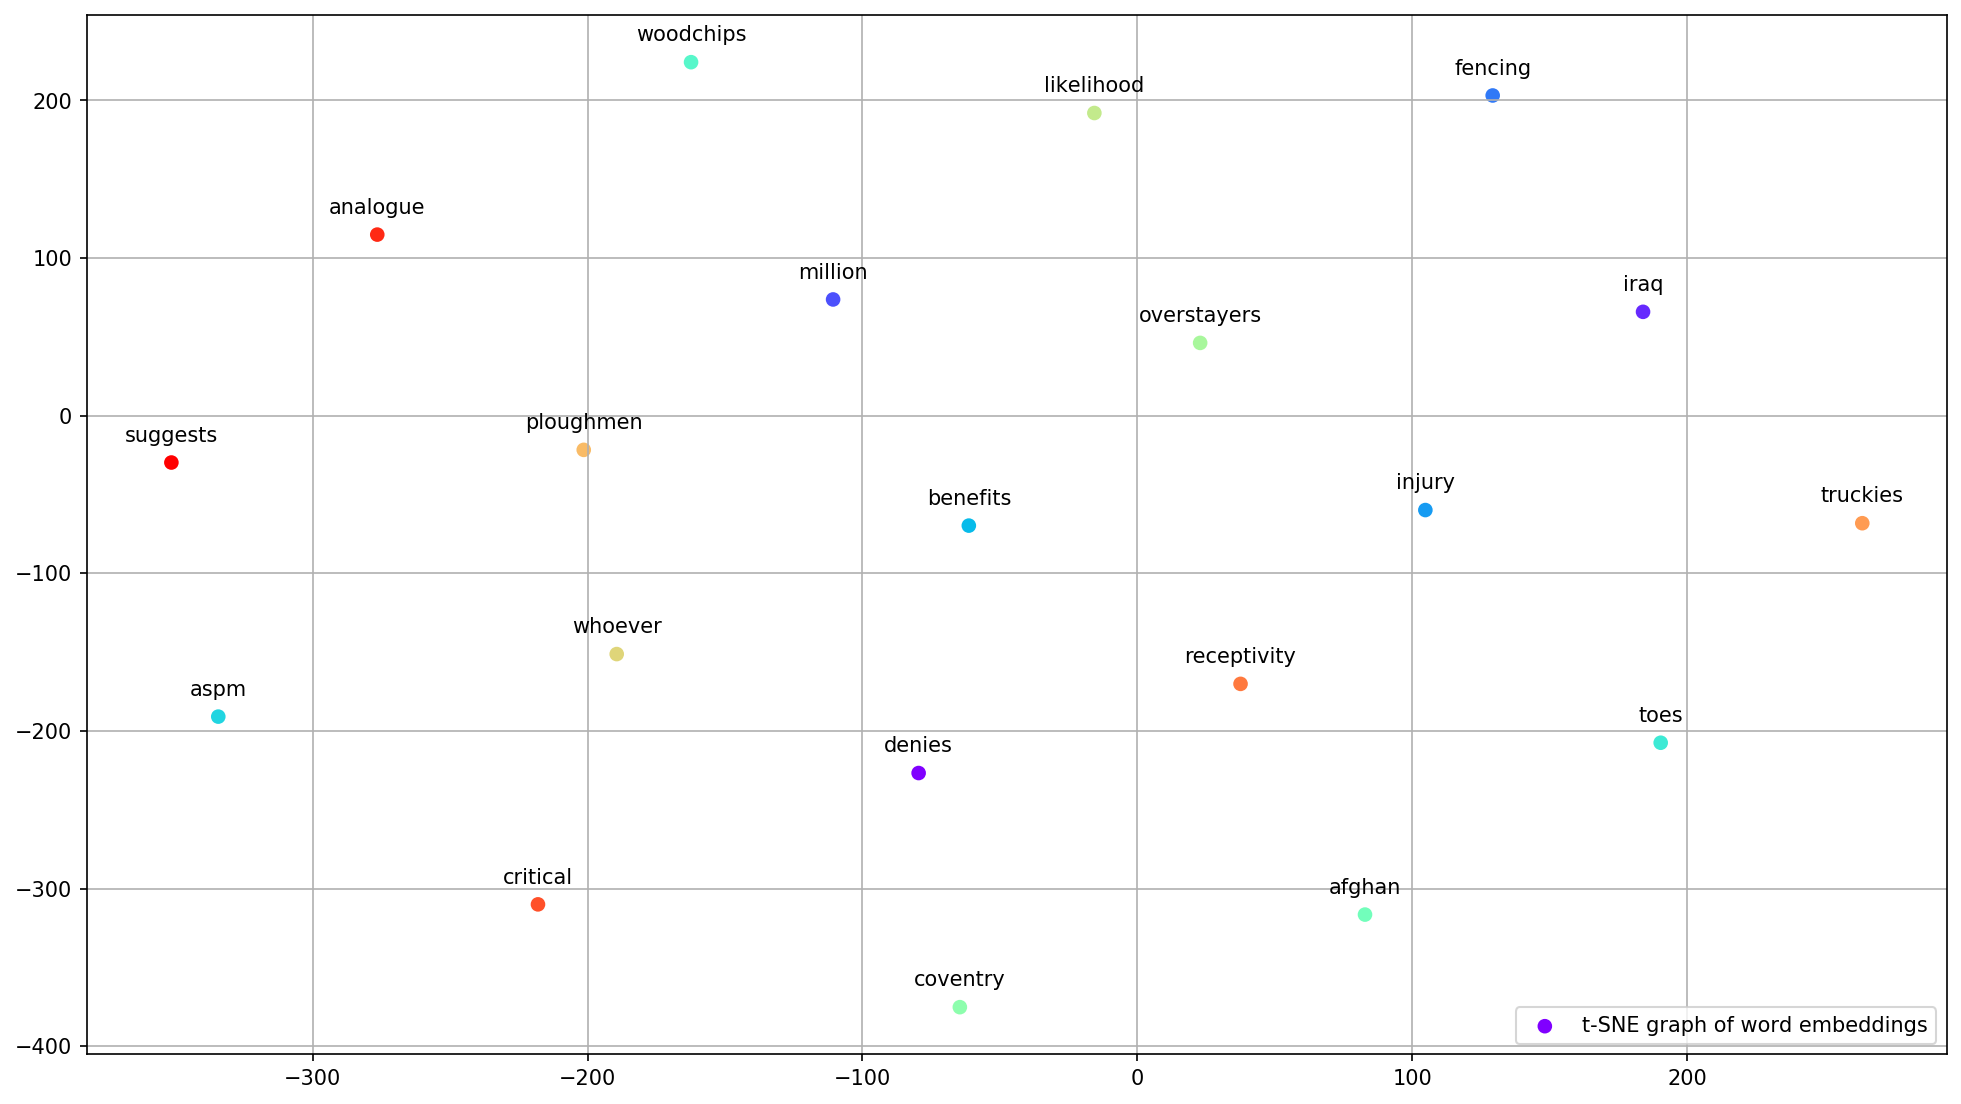 woodchips
likelihood
fencing
200
analogue
100
million
iraq
overstayers
0
ploughmen
suggests
injury
truckies
benefits
−100
whoever
receptivity
aspm
toes
−200
denies
critical
−300
afghan
coventry
t-SNE graph of word embeddings
−400
−300
−200
−100
0
100
200